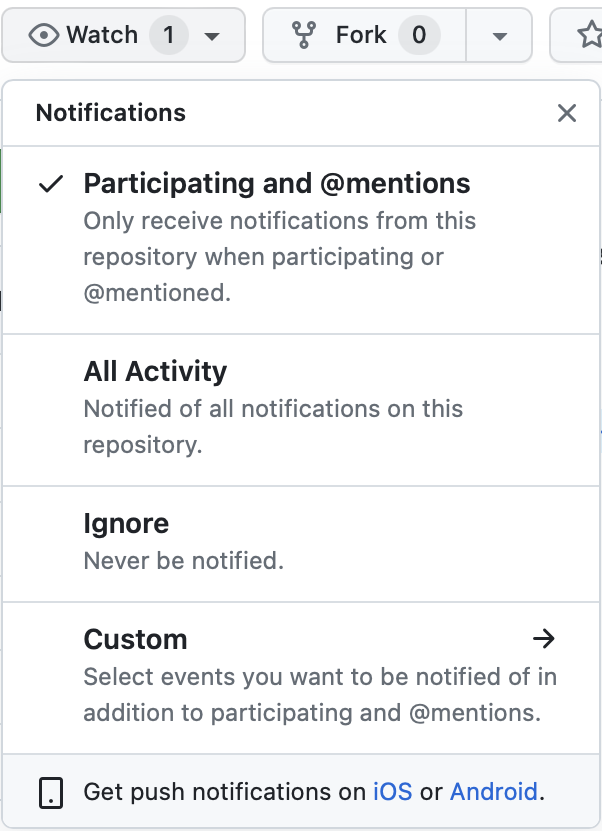 Watch 1 Fork 0
Notifications
Participating and @mentions
Only receive notifications from this
repository when participating or
@mentioned.
All Activity
Notified of all notifications on this
repository.
Ignore
Never be notified.
Custom
Select events you want to be notified of in
addition to participating and @mentions.
Get push notifications on iOS or Android.